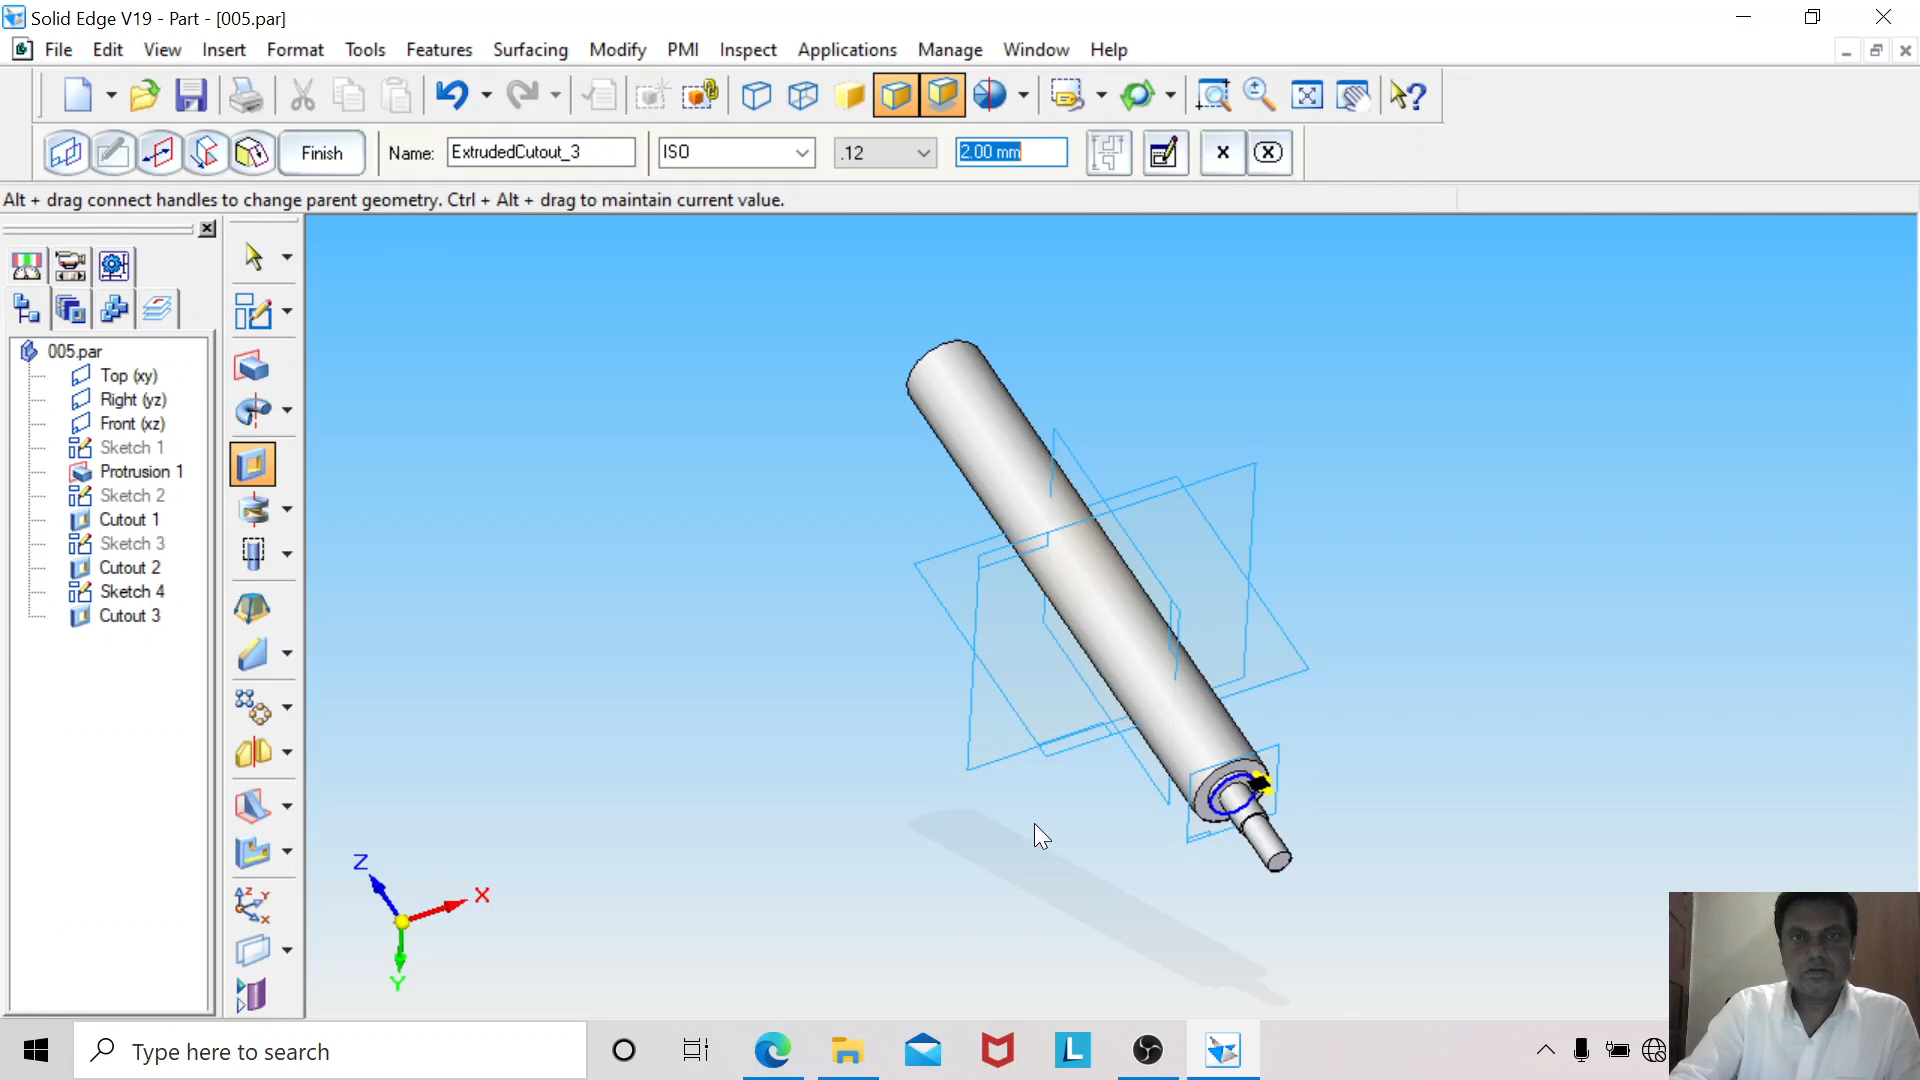 Solid Edge V19 - Part - [005.par]
File Edit View Insert Format Tools Features Surfacing Modify PMI Inspect Applications Manage Window Help
Finish Name: ExtrudedCutout_3 ISO .12 2.00 mm
Alt + drag connect handles to change parent geometry. Ctrl + Alt + drag to maintain current value.
005.par
Top (xy)
Right (yz)
Front (xz)
Sketch 1
Protrusion 1
Sketch 2
Cutout 1
Sketch 3
Cutout 2
Sketch 4
Cutout 3
Z
X
Y
Type here to search
L